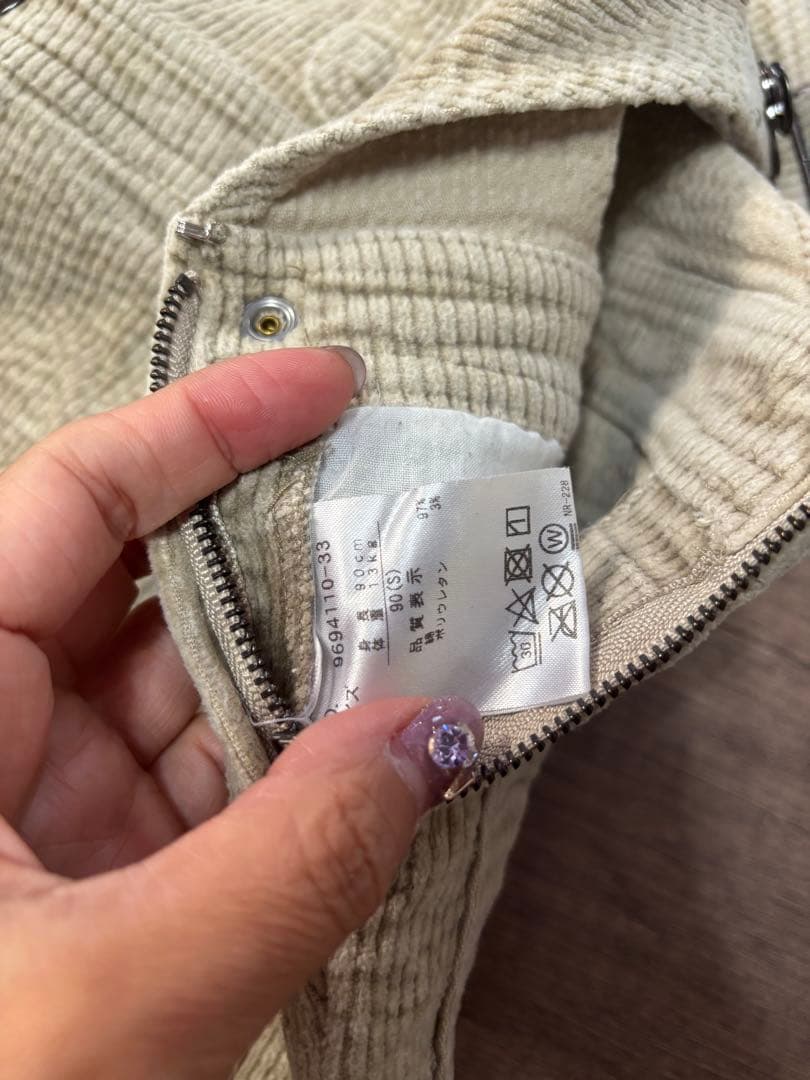 9694110-33
身長 90cm
体重 13kg
90(S)
品質表示
綿 97%
ポリウレタン 3%
30
W
NR-228